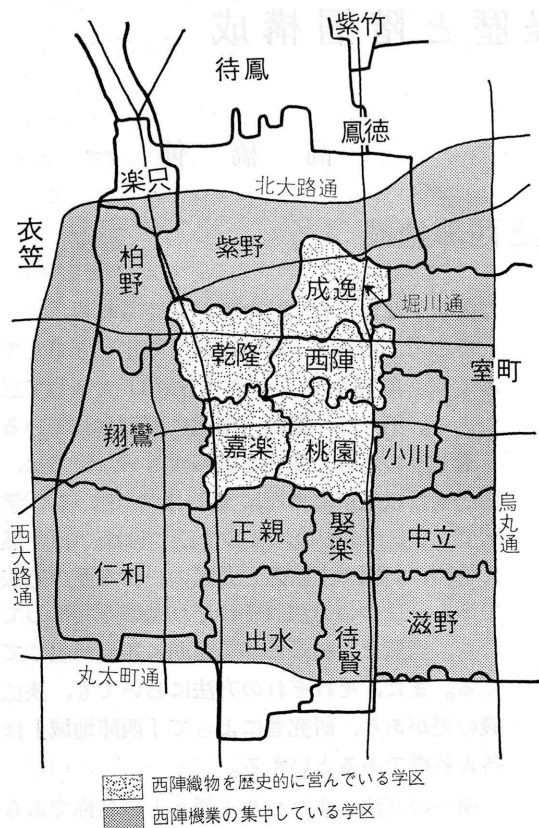 紫竹
待鳳
鳳徳
楽只
北大路通
衣笠
柏野
紫野
成逸
堀川通
乾隆
西陣
室町
翔鸞
嘉楽
桃園
小川
西大路通
烏丸通
正親
聚楽
中立
仁和
出水
待賢
滋野
丸太町通
西陣織物を歴史的に営んでいる学区
西陣機業の集中している学区